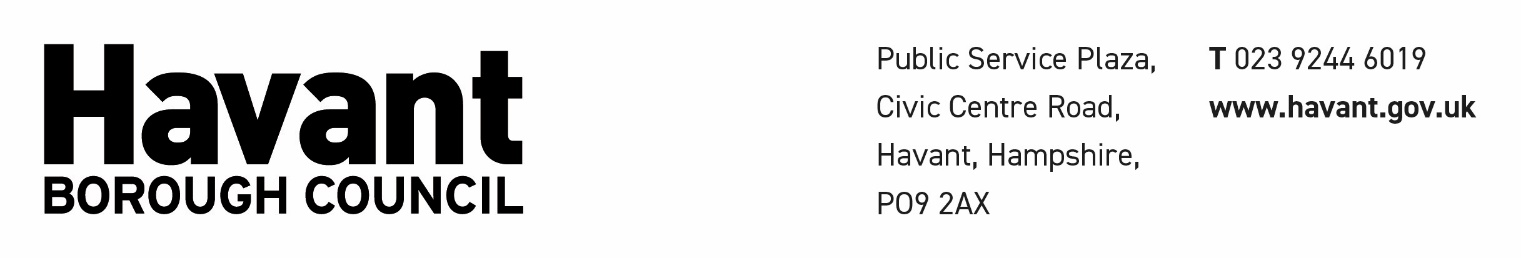 Havant
BOROUGH COUNCIL
Public Service Plaza,
Civic Centre Road,
Havant, Hampshire,
PO9 2AX
T 023 9244 6019
www.havant.gov.uk